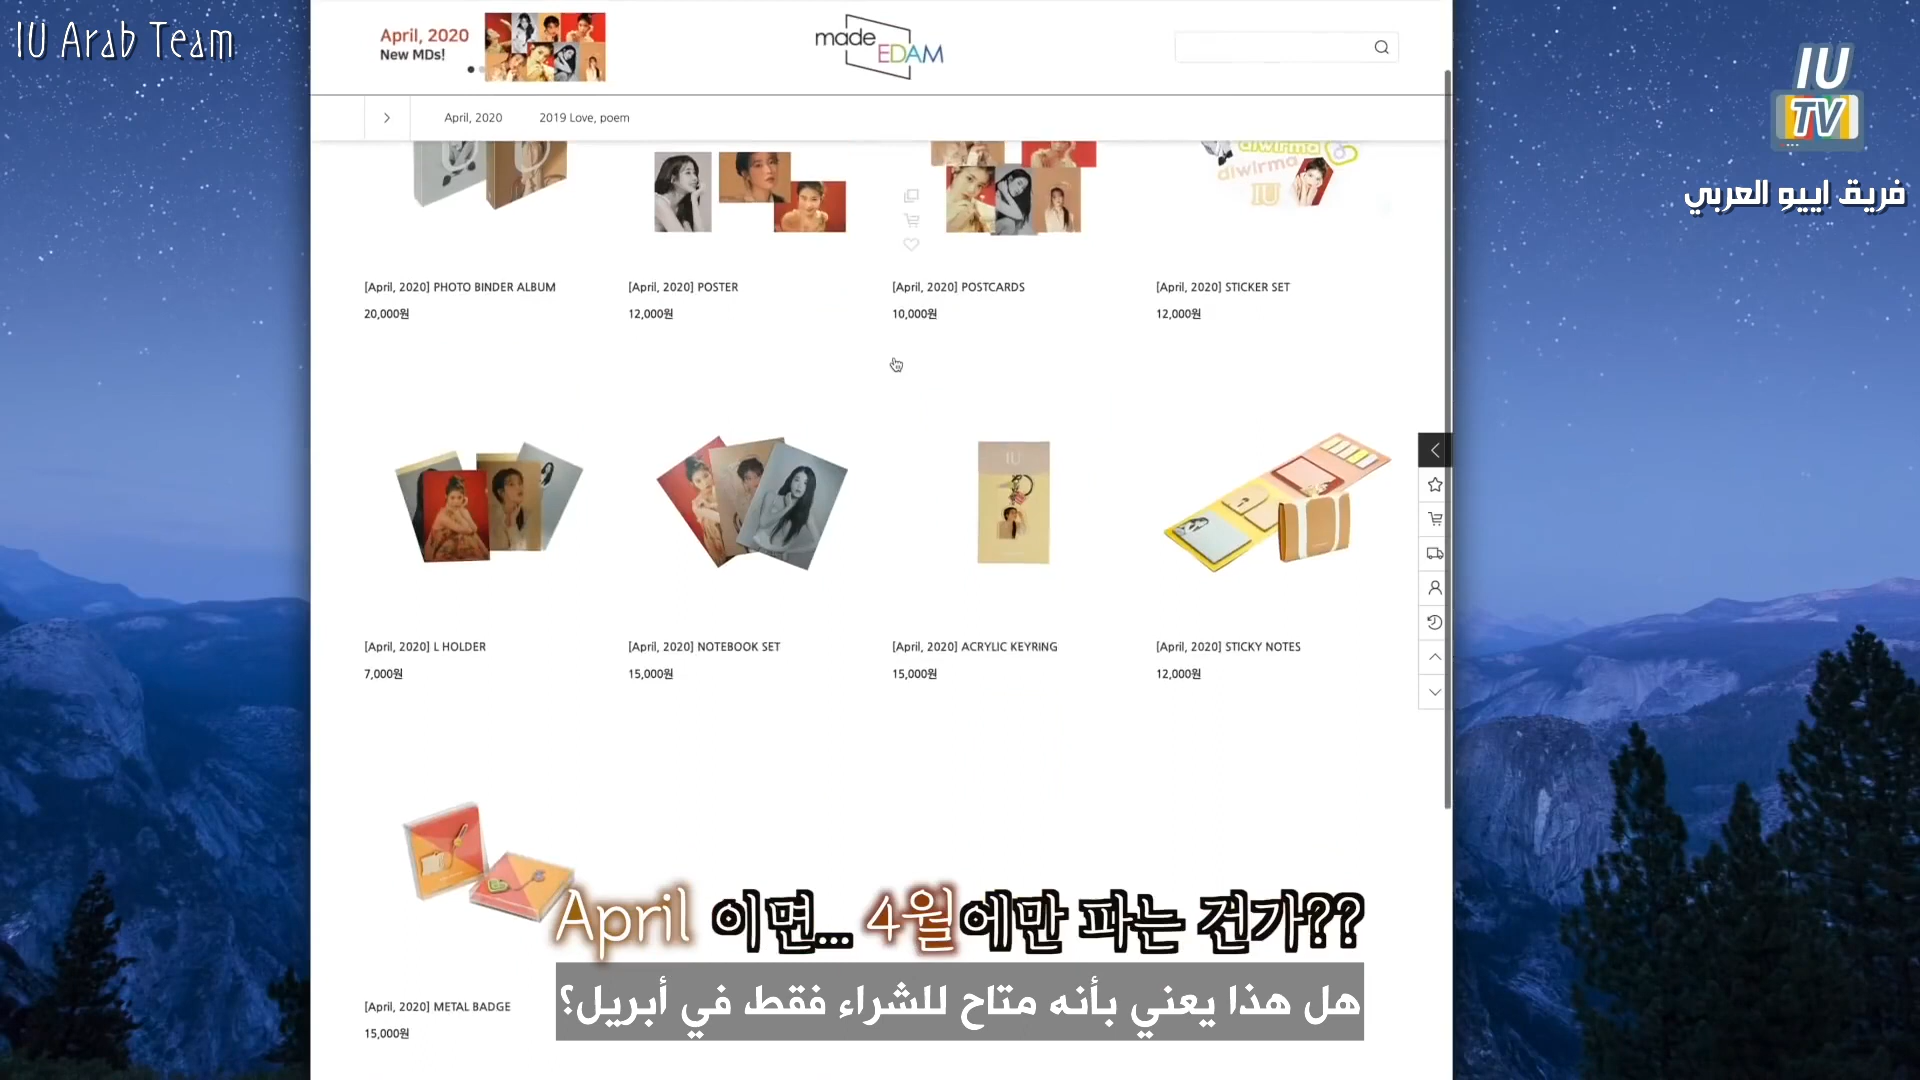 IU Arab Team
April, 2020
New MDs!
made
EDAM
IU
TV
فريق اييو العربي
April, 2020
2019 Love, poem
dlwlrma
dlwlrma
IU
[April, 2020] PHOTO BINDER ALBUM
20,000원
[April, 2020] POSTER
12,000원
[April, 2020] POSTCARDS
10,000원
[April, 2020] STICKER SET
12,000원
IU
[April, 2020] L HOLDER
7,000원
[April, 2020] NOTEBOOK SET
15,000원
[April, 2020] ACRYLIC KEYRING
15,000원
[April, 2020] STICKY NOTES
12,000원
April 이면... 4월에만 파는 건가??
هل هذا يعني بأنه متاح للشراء فقط في أبريل؟
[April, 2020] METAL BADGE
15,000원